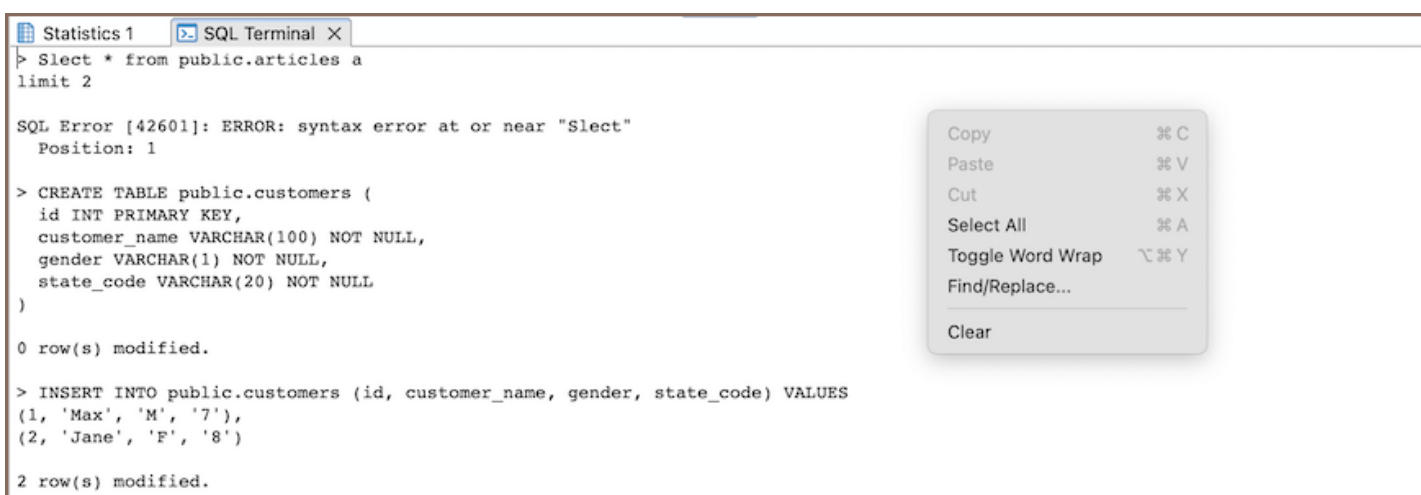 Statistics 1
SQL Terminal
> Slect * from public.articles a
limit 2
SQL Error [42601]: ERROR: syntax error at or near "Slect"
Position: 1
> CREATE TABLE public.customers (
id INT PRIMARY KEY,
customer_name VARCHAR(100) NOT NULL,
gender VARCHAR(1) NOT NULL,
state_code VARCHAR(20) NOT NULL
)
0 row(s) modified.
> INSERT INTO public.customers (id, customer_name, gender, state_code) VALUES
(1, 'Max', 'M', '7'),
(2, 'Jane', 'F', '8')
2 row(s) modified.
Copy ⌘ C
Paste ⌘ V
Cut ⌘ X
Select All ⌘ A
Toggle Word Wrap ⌥ ⌘ Y
Find/Replace...
Clear